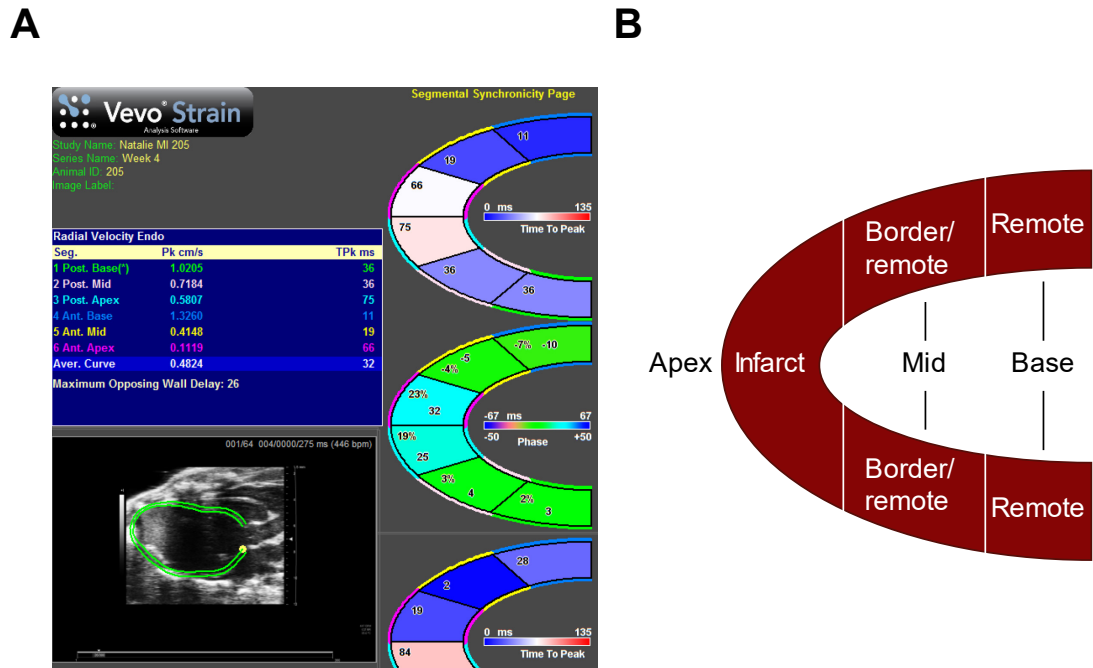 A
B
Vevo® Strain
Analysis Software
Study Name: Natalie MI 205
Series Name: Week 4
Animal ID: 205
Image Label:
Radial Velocity Endo
Seg. Pk cm/s TPk ms
1 Post. Base(*) 1.0205 36
2 Post. Mid 0.7184 36
3 Post. Apex 0.5807 75
4 Ant. Base 1.3260 11
5 Ant. Mid 0.4148 19
6 Ant. Apex 0.1119 66
Aver. Curve 0.4824 32
Maximum Opposing Wall Delay: 26
001/64 004/0000/275 ms (446 bpm)
Segmental Synchronicity Page
11
19
66
75
36
36
0 ms 135
Time To Peak
-7% -10
-5
-4%
23%
32
19%
25
3%
4
2%
3
-67 ms 67
-50 Phase +50
28
2
19
84
0 ms 135
Time To Peak
Border/
remote
Remote
Apex
Infarct
Mid
Base
Border/
remote
Remote